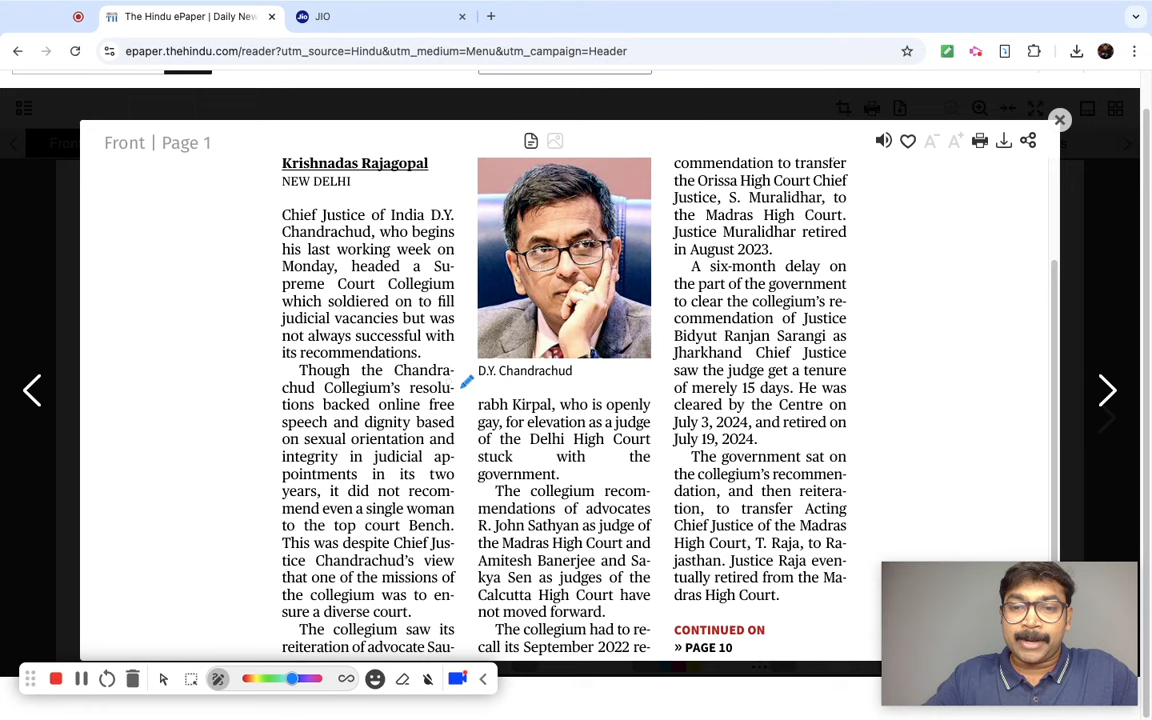 The Hindu ePaper | Daily New
JIO
epaper.thehindu.com/reader?utm_source=Hindu&utm_medium=Menu&utm_campaign=Header
Front | Page 1
A-
A+
Krishnadas Rajagopal
NEW DELHI
Chief Justice of India D.Y.
Chandrachud, who begins
his last working week on
Monday, headed a Su-
preme Court Collegium
which soldiered on to fill
judicial vacancies but was
not always successful with
its recommendations.
Though the Chandra-
chud Collegium's resolu-
tions backed online free
speech and dignity based
on sexual orientation and
integrity in judicial ap-
pointments in its two
years, it did not recom-
mend even a single woman
to the top court Bench.
This was despite Chief Jus-
tice Chandrachud's view
that one of the missions of
the collegium was to en-
sure a diverse court.
The collegium saw its
reiteration of advocate Sau-
D.Y. Chandrachud
rabh Kirpal, who is openly
gay, for elevation as a judge
of the Delhi High Court
stuck with the
government.
The collegium recom-
mendations of advocates
R. John Sathyan as judge of
the Madras High Court and
Amitesh Banerjee and Sa-
kya Sen as judges of the
Calcutta High Court have
not moved forward.
The collegium had to re-
call its September 2022 re-
commendation to transfer
the Orissa High Court Chief
Justice, S. Muralidhar, to
the Madras High Court.
Justice Muralidhar retired
in August 2023.
A six-month delay on
the part of the government
to clear the collegium's re-
commendation of Justice
Bidyut Ranjan Sarangi as
Jharkhand Chief Justice
saw the judge get a tenure
of merely 15 days. He was
cleared by the Centre on
July 3, 2024, and retired on
July 19, 2024.
The government sat on
the collegium's recommen-
dation, and then reitera-
tion, to transfer Acting
Chief Justice of the Madras
High Court, T. Raja, to Ra-
jasthan. Justice Raja even-
tually retired from the Ma-
dras High Court.
CONTINUED ON
» PAGE 10